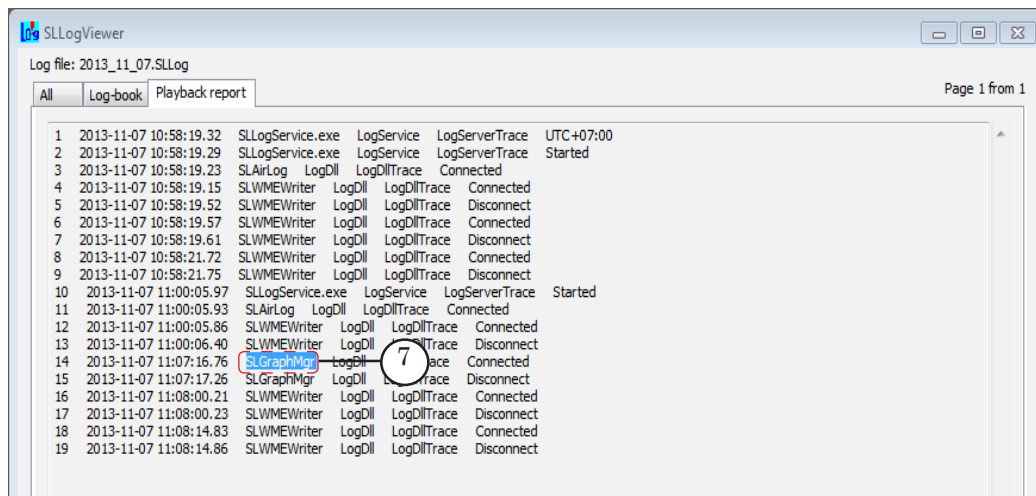 SLLogViewer
Log file: 2013_11_07.SLLog
All Log-book Playback report Page 1 from 1
1 2013-11-07 10:58:19.32 SLLogService.exe LogService LogServerTrace UTC+07:00
2 2013-11-07 10:58:19.29 SLLogService.exe LogService LogServerTrace Started
3 2013-11-07 10:58:19.23 SLAirLog LogDll LogDllTrace Connected
4 2013-11-07 10:58:19.15 SLWMEWriter LogDll LogDllTrace Connected
5 2013-11-07 10:58:19.52 SLWMEWriter LogDll LogDllTrace Disconnect
6 2013-11-07 10:58:19.57 SLWMEWriter LogDll LogDllTrace Connected
7 2013-11-07 10:58:19.61 SLWMEWriter LogDll LogDllTrace Disconnect
8 2013-11-07 10:58:21.72 SLWMEWriter LogDll LogDllTrace Connected
9 2013-11-07 10:58:21.75 SLWMEWriter LogDll LogDllTrace Disconnect
10 2013-11-07 11:00:05.97 SLLogService.exe LogService LogServerTrace Started
11 2013-11-07 11:00:05.93 SLAirLog LogDll LogDllTrace Connected
12 2013-11-07 11:00:05.86 SLWMEWriter LogDll LogDllTrace Connected
13 2013-11-07 11:00:06.40 SLWMEWriter LogDll LogDllTrace Disconnect
14 2013-11-07 11:07:16.76 SLGraphMgr LogDll 7 ace Connected
15 2013-11-07 11:07:17.26 SLGraphMgr LogDll Trace Disconnect
16 2013-11-07 11:08:00.21 SLWMEWriter LogDll LogDllTrace Connected
17 2013-11-07 11:08:00.23 SLWMEWriter LogDll LogDllTrace Disconnect
18 2013-11-07 11:08:14.83 SLWMEWriter LogDll LogDllTrace Connected
19 2013-11-07 11:08:14.86 SLWMEWriter LogDll LogDllTrace Disconnect